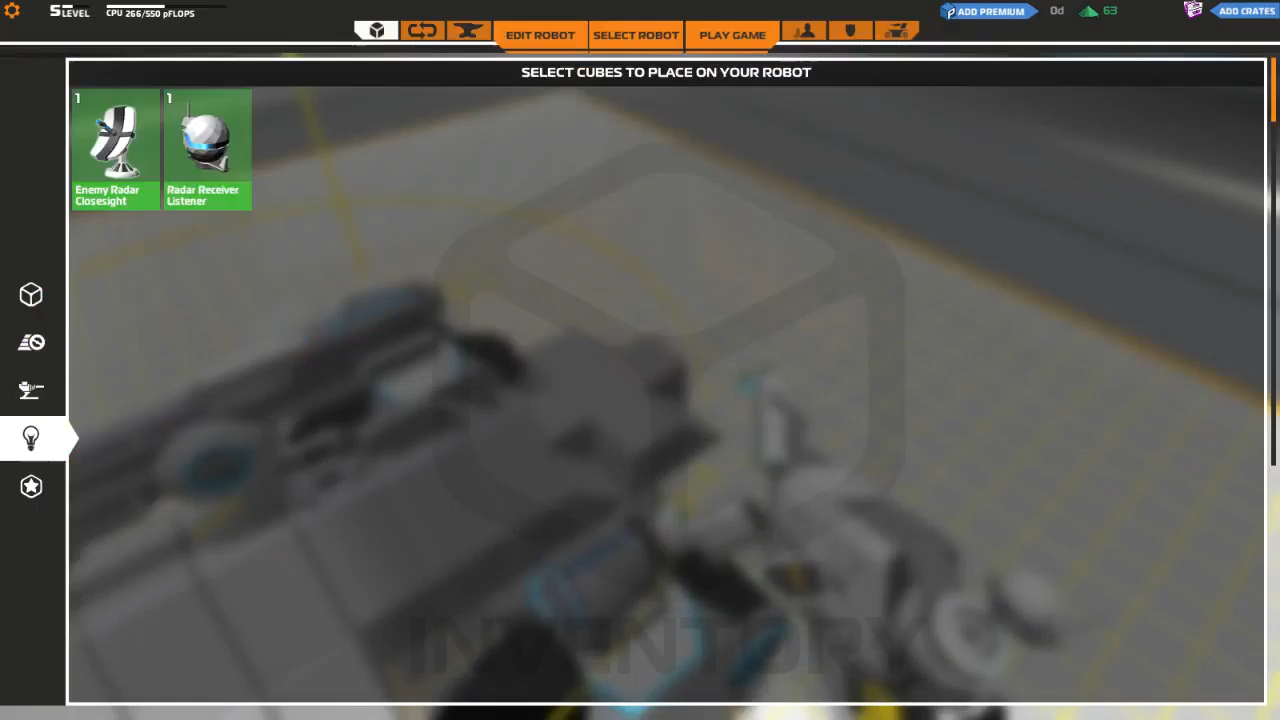 5 LEVEL
CPU 266/550 pFLOPS
EDIT ROBOT
SELECT ROBOT
PLAY GAME
ADD PREMIUM
0d
63
ADD CRATES
SELECT CUBES TO PLACE ON YOUR ROBOT
1
Enemy Radar
Closesight
1
Radar Receiver
Listener
INVENTORY